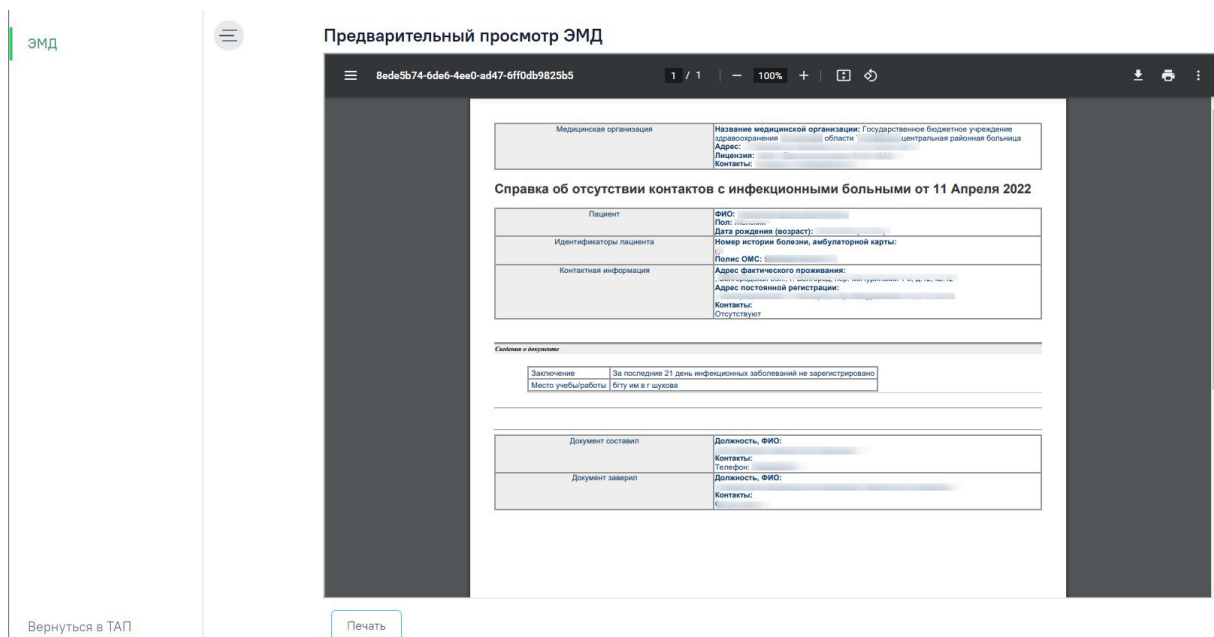 ЭМД
Предварительный просмотр ЭМД
8ede5b74-6de6-4ee0-ad47-6ff0db9825b5
1 / 1
100%
Медицинская организация
Название медицинской организации: Государственное бюджетное учреждение
здравоохранения области центральная районная больница
Адрес:
Лицензия:
Контакты:
Справка об отсутствии контактов с инфекционными больными от 11 Апреля 2022
Пациент
ФИО:
Пол:
Дата рождения (возраст):
Идентификаторы пациента
Номер истории болезни, амбулаторной карты:
Полис ОМС:
Контактная информация
Адрес фактического проживания:
Адрес постоянной регистрации:
Контакты:
Отсутствуют
Сведения о документе
Заключение За последние 21 день инфекционных заболеваний не зарегистрировано
Место учебы/работы бгту им в г шухова
Документ составил
Должность, ФИО:
Контакты:
Телефон:
Документ заверил
Должность, ФИО:
Контакты:
Вернуться в ТАП
Печать